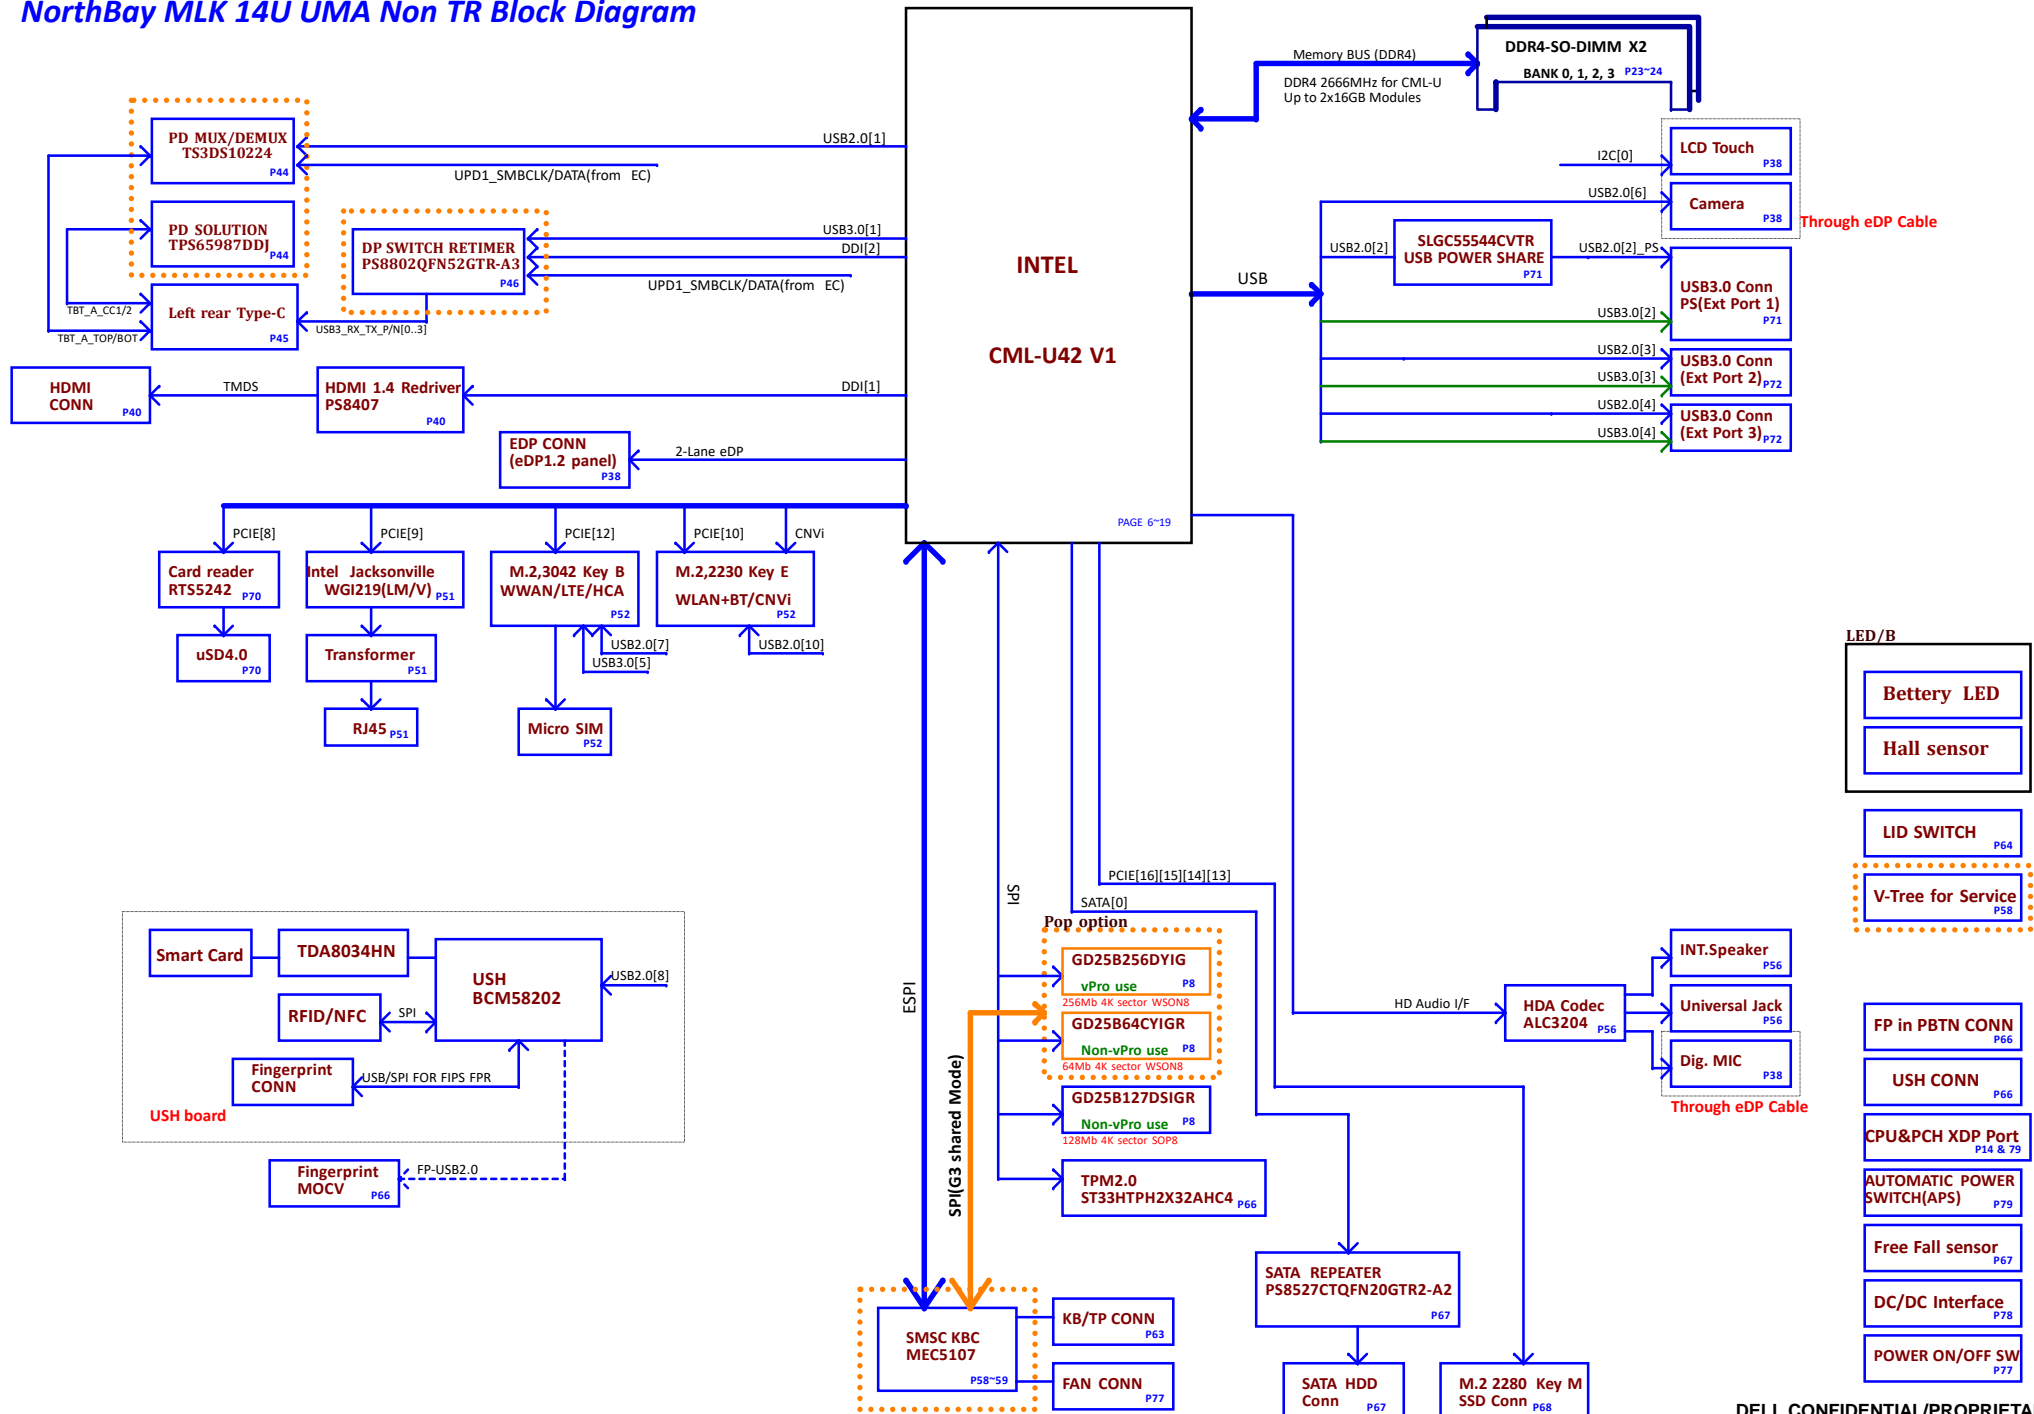 NorthBay MLK 14U UMA Non TR Block Diagram
INTEL
CML-U42 V1
PAGE 6~19
Memory BUS (DDR4)
DDR4 2666MHz for CML-U
Up to 2x16GB Modules
DDR4-SO-DIMM X2
BANK 0, 1, 2, 3 P23~24
PD MUX/DEMUX
TS3DS10224
P44
USB2.0[1]
UPD1_SMBCLK/DATA(from EC)
PD SOLUTION
TPS65987DDJ
P44
DP SWITCH RETIMER
PS8802QFN52GTR-A3
P46
USB3.0[1]
DDI[2]
UPD1_SMBCLK/DATA(from EC)
TBT_A_CC1/2
TBT_A_TOP/BOT
Left rear Type-C
P45
USB3_RX_TX_P/N[0..3]
HDMI
CONN
P40
TMDS
HDMI 1.4 Redriver
PS8407
P40
DDI[1]
EDP CONN
(eDP1.2 panel)
P38
2-Lane eDP
I2C[0]
LCD Touch
P38
USB2.0[6]
Camera
P38
Through eDP Cable
USB
USB2.0[2]
SLGC55544CVTR
USB POWER SHARE
P71
USB2.0[2]_PS
USB3.0 Conn
PS(Ext Port 1)
P71
USB3.0[2]
USB2.0[3]
USB3.0 Conn
(Ext Port 2)
P72
USB3.0[3]
USB2.0[4]
USB3.0 Conn
(Ext Port 3)
P72
USB3.0[4]
PCIE[8]
PCIE[9]
PCIE[12]
PCIE[10]
CNVi
Card reader
RTS5242 P70
Intel Jacksonville
WGI219(LM/V) P51
M.2,3042 Key B
WWAN/LTE/HCA
P52
M.2,2230 Key E
WLAN+BT/CNVi
P52
uSD4.0
P70
Transformer
P51
USB2.0[7]
USB3.0[5]
USB2.0[10]
RJ45 P51
Micro SIM
P52
LED/B
Bettery LED
Hall sensor
LID SWITCH
P64
V-Tree for Service
P58
FP in PBTN CONN
P66
USH CONN
P66
CPU&PCH XDP Port
P14 & 79
AUTOMATIC POWER
SWITCH(APS)
P79
Free Fall sensor
P67
DC/DC Interface
P78
POWER ON/OFF SW
P77
Smart Card
TDA8034HN
USH
BCM58202
USB2.0[8]
RFID/NFC
SPI
Fingerprint
CONN
USB/SPI FOR FIPS FPR
USH board
Fingerprint
MOCV
P66
FP-USB2.0
ESPI
SPI
SPI(G3 shared Mode)
PCIE[16][15][14][13]
SATA[0]
Pop option
GD25B256DYIG
vPro use P8
256Mb 4K sector WSON8
GD25B64CYIGR
Non-vPro use P8
64Mb 4K sector WSON8
GD25B127DSIGR
Non-vPro use P8
128Mb 4K sector SOP8
TPM2.0
ST33HTPH2X32AHC4 P66
HD Audio I/F
HDA Codec
ALC3204
P56
INT.Speaker
P56
Universal Jack
P56
Dig. MIC
P38
Through eDP Cable
SATA REPEATER
PS8527CTQFN20GTR2-A2
P67
SATA HDD
Conn
P67
M.2 2280 Key M
SSD Conn P68
SMSC KBC
MEC5107
P58~59
KB/TP CONN
P63
FAN CONN
P77
DELL CONFIDENTIAL/PROPRIETA